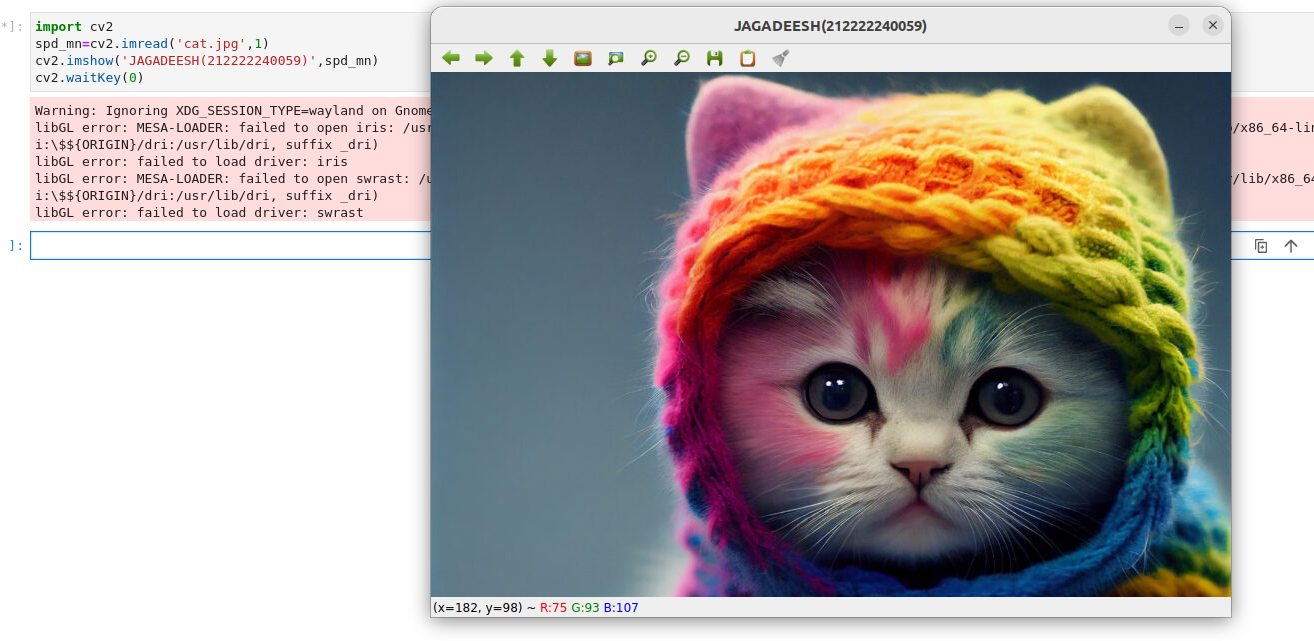 *]:
import cv2
spd_mn=cv2.imread('cat.jpg',1)
cv2.imshow('JAGADEESH(212222240059)',spd_mn)
cv2.waitKey(0)
Warning: Ignoring XDG_SESSION_TYPE=wayland on Gnome
libGL error: MESA-LOADER: failed to open iris: /usr
/x86_64-lin
i:\$${ORIGIN}/dri:/usr/lib/dri, suffix _dri)
libGL error: failed to load driver: iris
libGL error: MESA-LOADER: failed to open swrast: /u
/lib/x86_64
i:\$${ORIGIN}/dri:/usr/lib/dri, suffix _dri)
libGL error: failed to load driver: swrast
]:
JAGADEESH(212222240059)
(x=182, y=98) ~ R:75 G:93 B:107